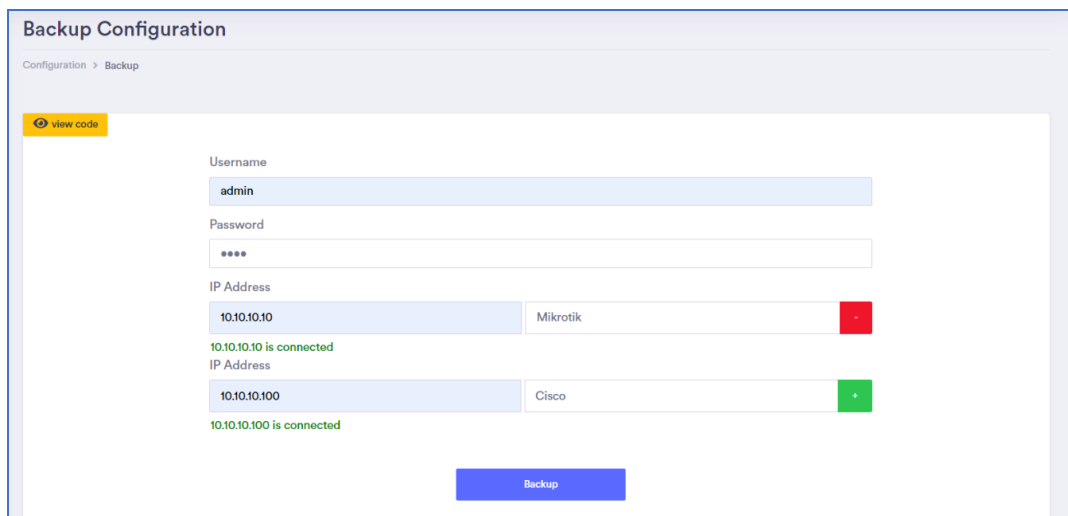 Backup Configuration
Configuration > Backup
view code
Username
admin
Password
••••
IP Address
10.10.10.10 Mikrotik -
10.10.10.10 is connected
IP Address
10.10.10.100 Cisco +
10.10.10.100 is connected
Backup